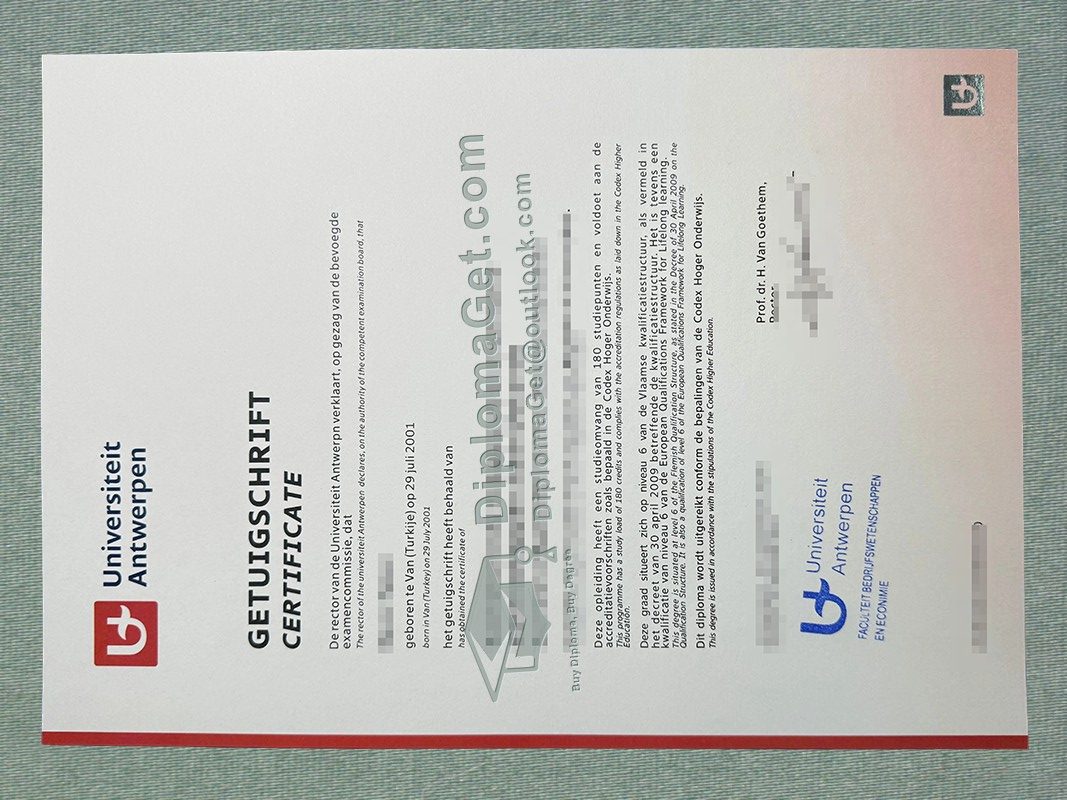 Universiteit
Antwerpen
GETUIGSCHRIFT
CERTIFICATE
De rector van de Universiteit Antwerpn verklaart, op gezag van de bevoegde
examencommissie, dat
The rector of the universiteit Antwerpen declares, on the authority of the competent examination board, that
geboren te Van (Turkije) op 29 juli 2001
born in Van (Turkey) on 29 July 2001
het getuigschrift heeft behaald van
has obtained the certificate of
DiplomaGet.com
DiplomaGet@outlook.com
Buy Diploma, Buy Degree
Deze opleiding heeft een studieomvang van 180 studiepunten en voldoet aan de
accreditatievoorschriften zoals bepaald in de Codex Hoger Onderwijs.
This programme has a study load of 180 credits and complies with the accreditation regulations as laid down in the Codex Higher
Education.
Deze graad situeert zich op niveau 6 van de Vlaamse kwalificatiestructuur, als vermeld in
het decreet van 30 april 2009 betreffende de kwalificatiestructuur. Het is tevens een
kwalificatie van niveau 6 van de European Qualifications Framework for Lifelong learning.
This degree is situated at level 6 of the Flemish Qualification Structure, as stated in the Decree of 30 April 2009 on the
Qualification Structure. It is also a qualification of level 6 of the European Qualifications Framework for Lifelong Learning.
Dit diploma wordt uitgereikt conform de bepalingen van de Codex Hoger Onderwijs.
This degree is issued in accordance with the stipulations of the Codex Higher Education.
Prof. dr. H. Van Goethem,
Rector
Universiteit
Antwerpen
FACULTEIT BEDRIJFSWETENSCHAPPEN
EN ECONIMIE